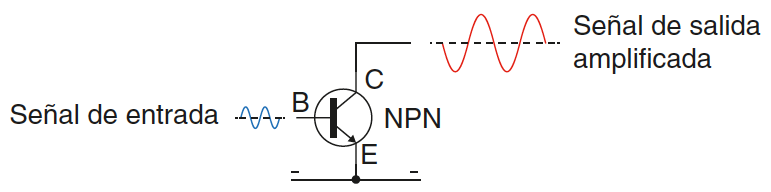 Señal de salida
amplificada
C
Señal de entrada
B
NPN
E
- -